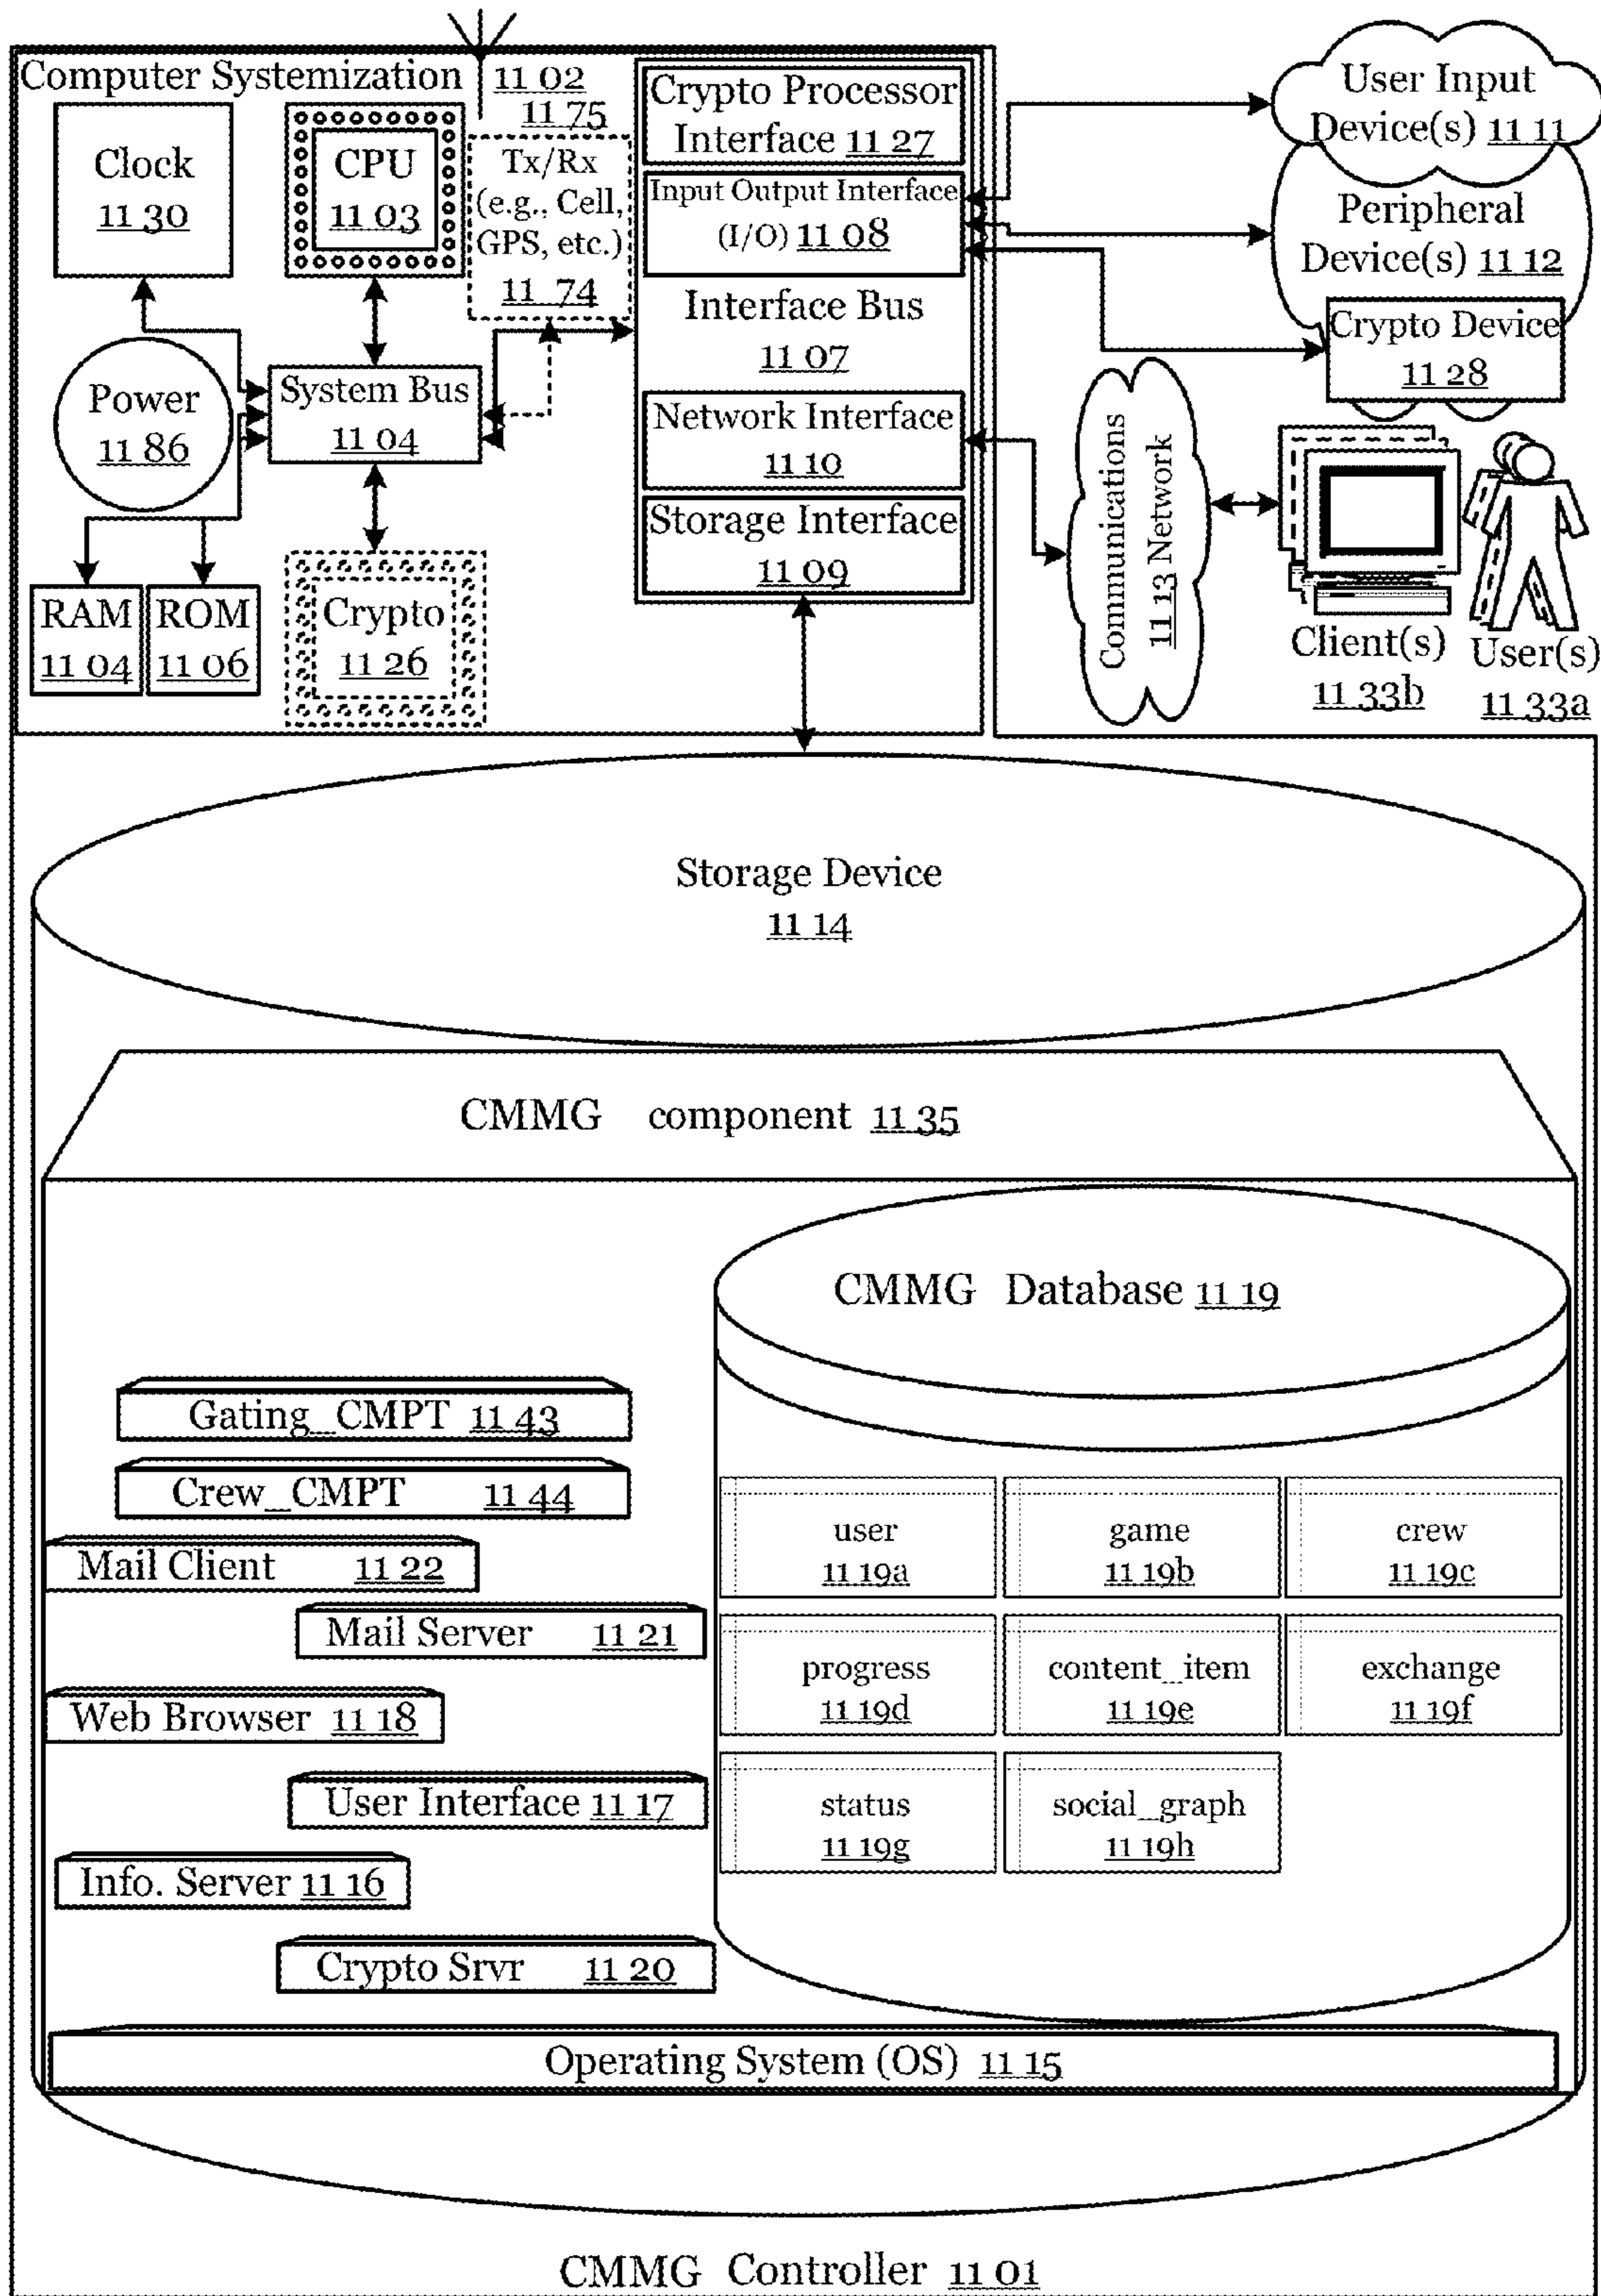 Computer Systemization 11 02
11 75
Clock
11 30
CPU
11 03
Tx/Rx
(e.g., Cell,
GPS, etc.)
11 74
Power
11 86
System Bus
11 04
RAM
11 04
ROM
11 06
Crypto
11 26
Crypto Processor
Interface 11 27
Input Output Interface
(I/O) 11 08
Interface Bus
11 07
Network Interface
11 10
Storage Interface
11 09
User Input
Device(s) 11 11
Peripheral
Device(s) 11 12
Crypto Device
11 28
Communications
11 13 Network
Client(s)
11 33b
User(s)
11 33a
Storage Device
11 14
CMMG component 11 35
CMMG Database 11 19
Gating_CMPT 11 43
Crew_CMPT 11 44
Mail Client 11 22
Mail Server 11 21
Web Browser 11 18
User Interface 11 17
Info. Server 11 16
Crypto Srvr 11 20
user
11 19a
game
11 19b
crew
11 19c
progress
11 19d
content_item
11 19e
exchange
11 19f
status
11 19g
social_graph
11 19h
Operating System (OS) 11 15
CMMG Controller 11 01